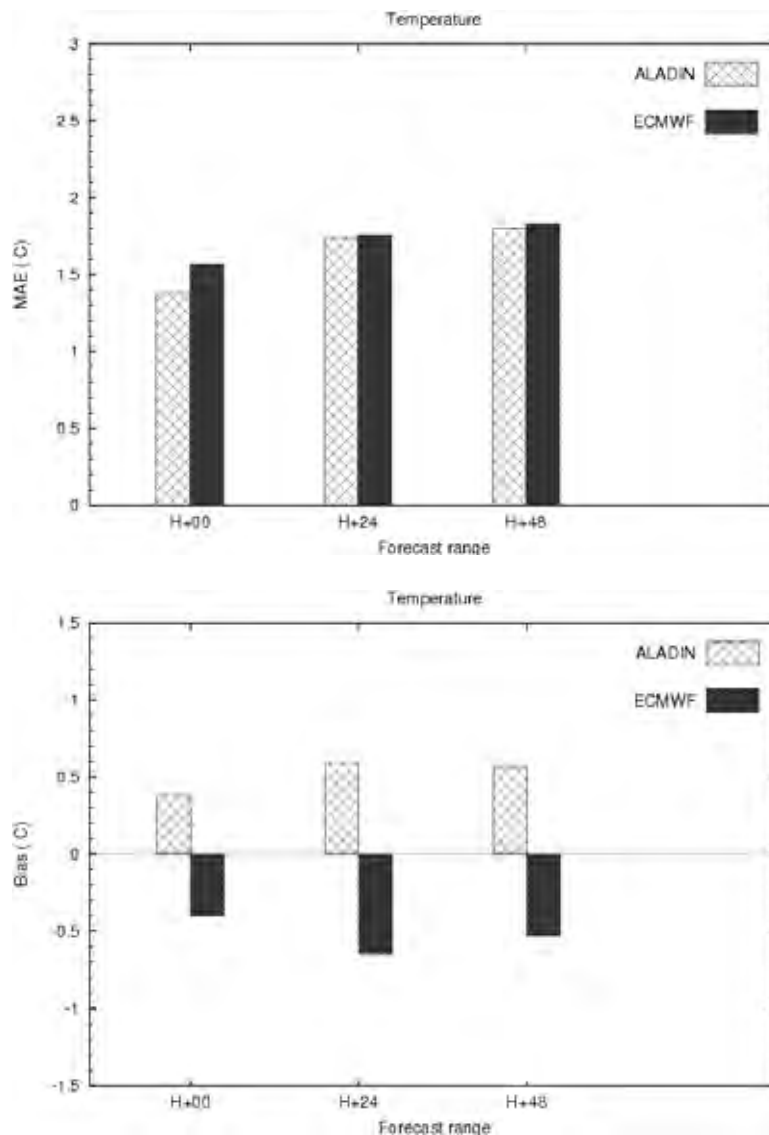 Temperature
3
2.5
2
1.5
1
0.5
0
MAE ( C)
ALADIN
ECMWF
H+00 H+24 H+48
Forecast range
Temperature
1.5
1
0.5
0
-0.5
-1
-1.5
Bias ( C)
ALADIN
ECMWF
H+00 H+24 H+48
Forecast range